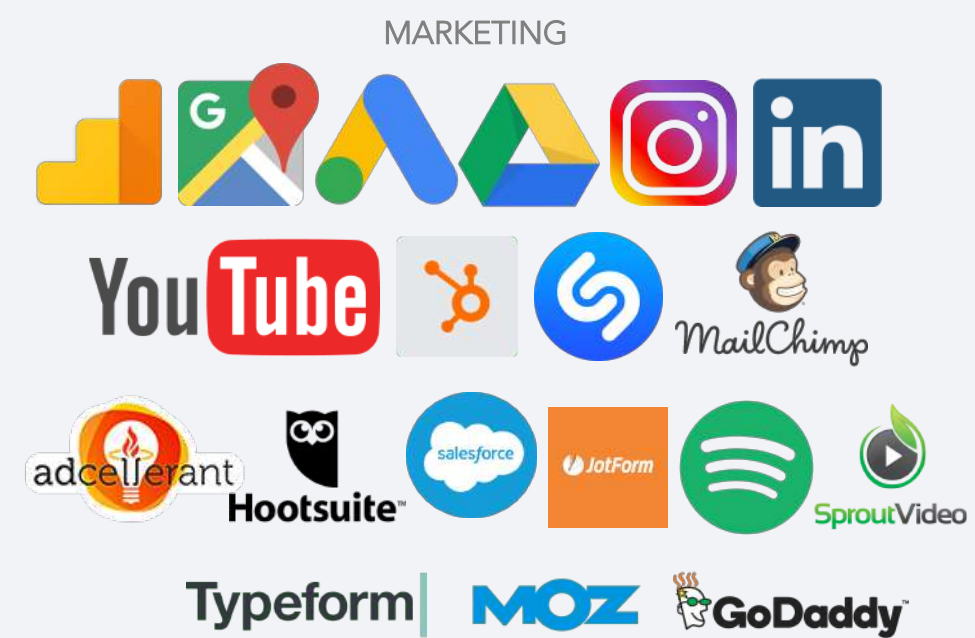 MARKETING
G
in
YouTube
MailChimp
adcellerant
Hootsuite™
salesforce
JotForm
SproutVideo
Typeform
MOZ
GoDaddy™